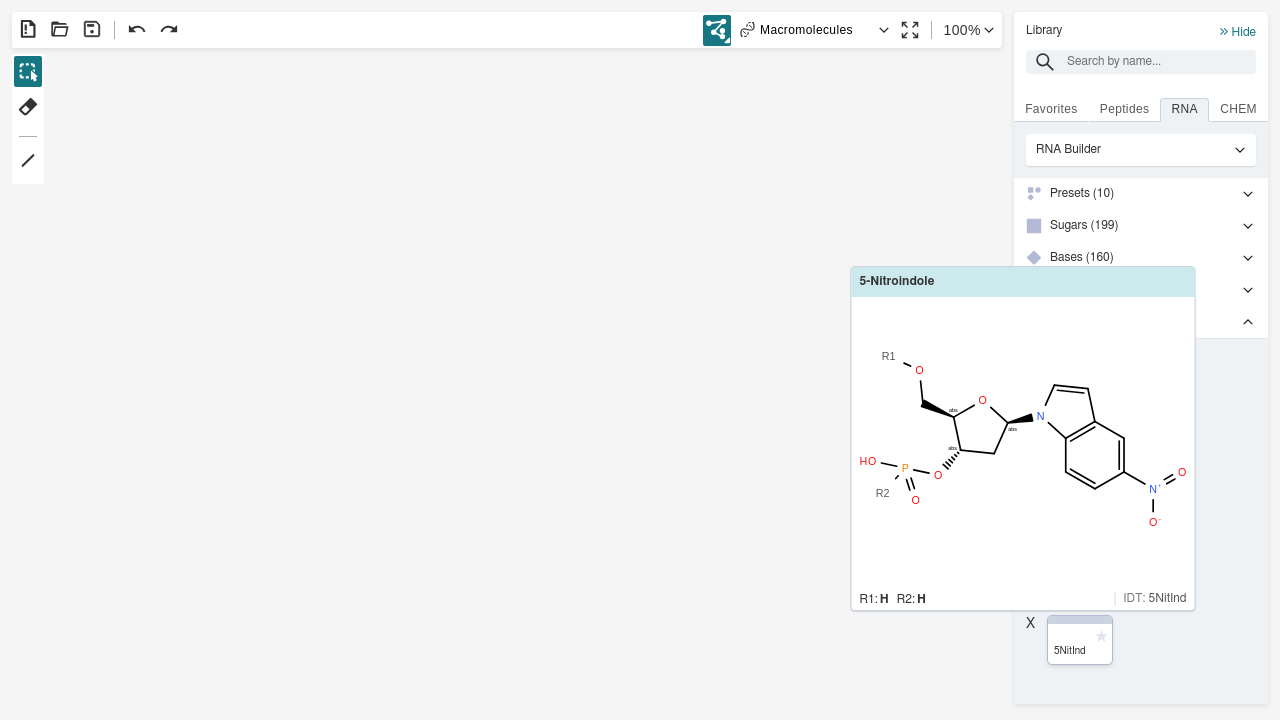 Macromolecules
100%
Library
Hide
Search by name...
Favorites Peptides RNA CHEM
RNA Builder
Presets (10)
Sugars (199)
Bases (160)
5-Nitroindole
R1
O
O
abs
abs
N
abs
HO
P
O
O
R2
N+
O
O-
R1: H R2: H
IDT: 5NitInd
X
5NitInd